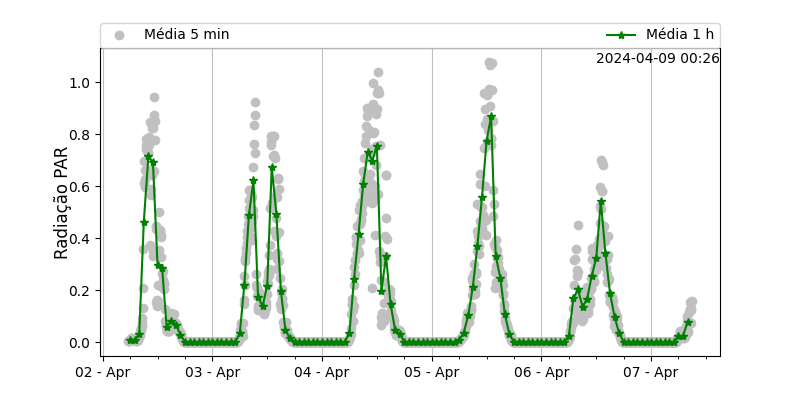 Média 5 min
Média 1 h
2024-04-09 00:26
Radiação PAR
1.0
0.8
0.6
0.4
0.2
0.0
02 - Apr
03 - Apr
04 - Apr
05 - Apr
06 - Apr
07 - Apr